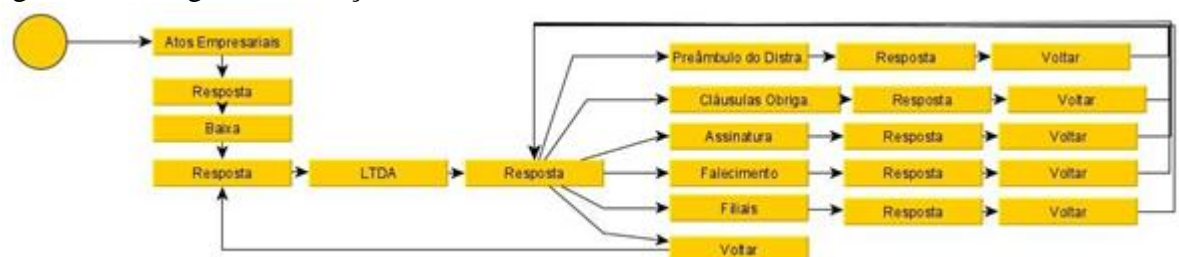 Atos Empresariais
Resposta
Baixa
Resposta
LTDA
Resposta
Preâmbulo do Distra.
Resposta
Voltar
Cláusulas Obriga.
Resposta
Voltar
Assinatura
Resposta
Voltar
Falecimento
Resposta
Voltar
Filiais
Resposta
Voltar
Voltar